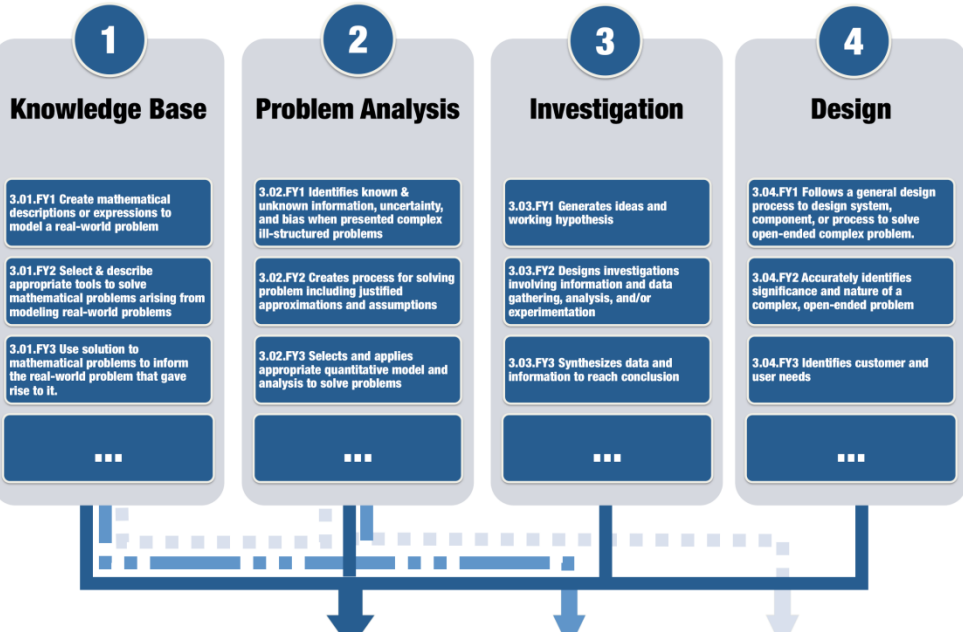 1
Knowledge Base
3.01.FY1 Create mathematical
descriptions or expressions to
model a real-world problem
3.01.FY2 Select & describe
appropriate tools to solve
mathematical problems arising from
modeling real-world problems
3.01.FY3 Use solution to
mathematical problems to inform
the real-world problem that gave
rise to it.
...
2
Problem Analysis
3.02.FY1 Identifies known &
unknown information, uncertainty,
and bias when presented complex
ill-structured problems
3.02.FY2 Creates process for solving
problem including justified
approximations and assumptions
3.02.FY3 Selects and applies
appropriate quantitative model and
analysis to solve problems
...
3
Investigation
3.03.FY1 Generates ideas and
working hypothesis
3.03.FY2 Designs investigations
involving information and data
gathering, analysis, and/or
experimentation
3.03.FY3 Synthesizes data and
information to reach conclusion
...
4
Design
3.04.FY1 Follows a general design
process to design system,
component, or process to solve
open-ended complex problem.
3.04.FY2 Accurately identifies
significance and nature of a
complex, open-ended problem
3.04.FY3 Identifies customer and
user needs
...